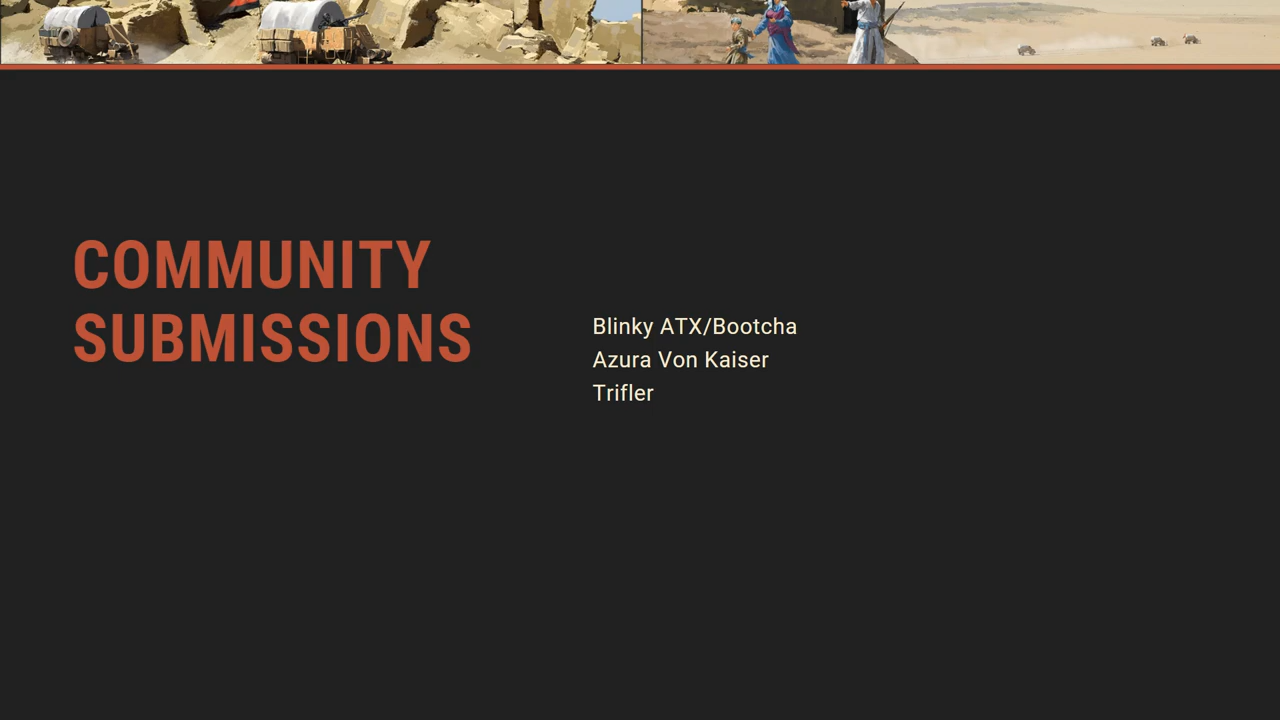 COMMUNITY
SUBMISSIONS
Blinky ATX/Bootcha
Azura Von Kaiser
Trifler